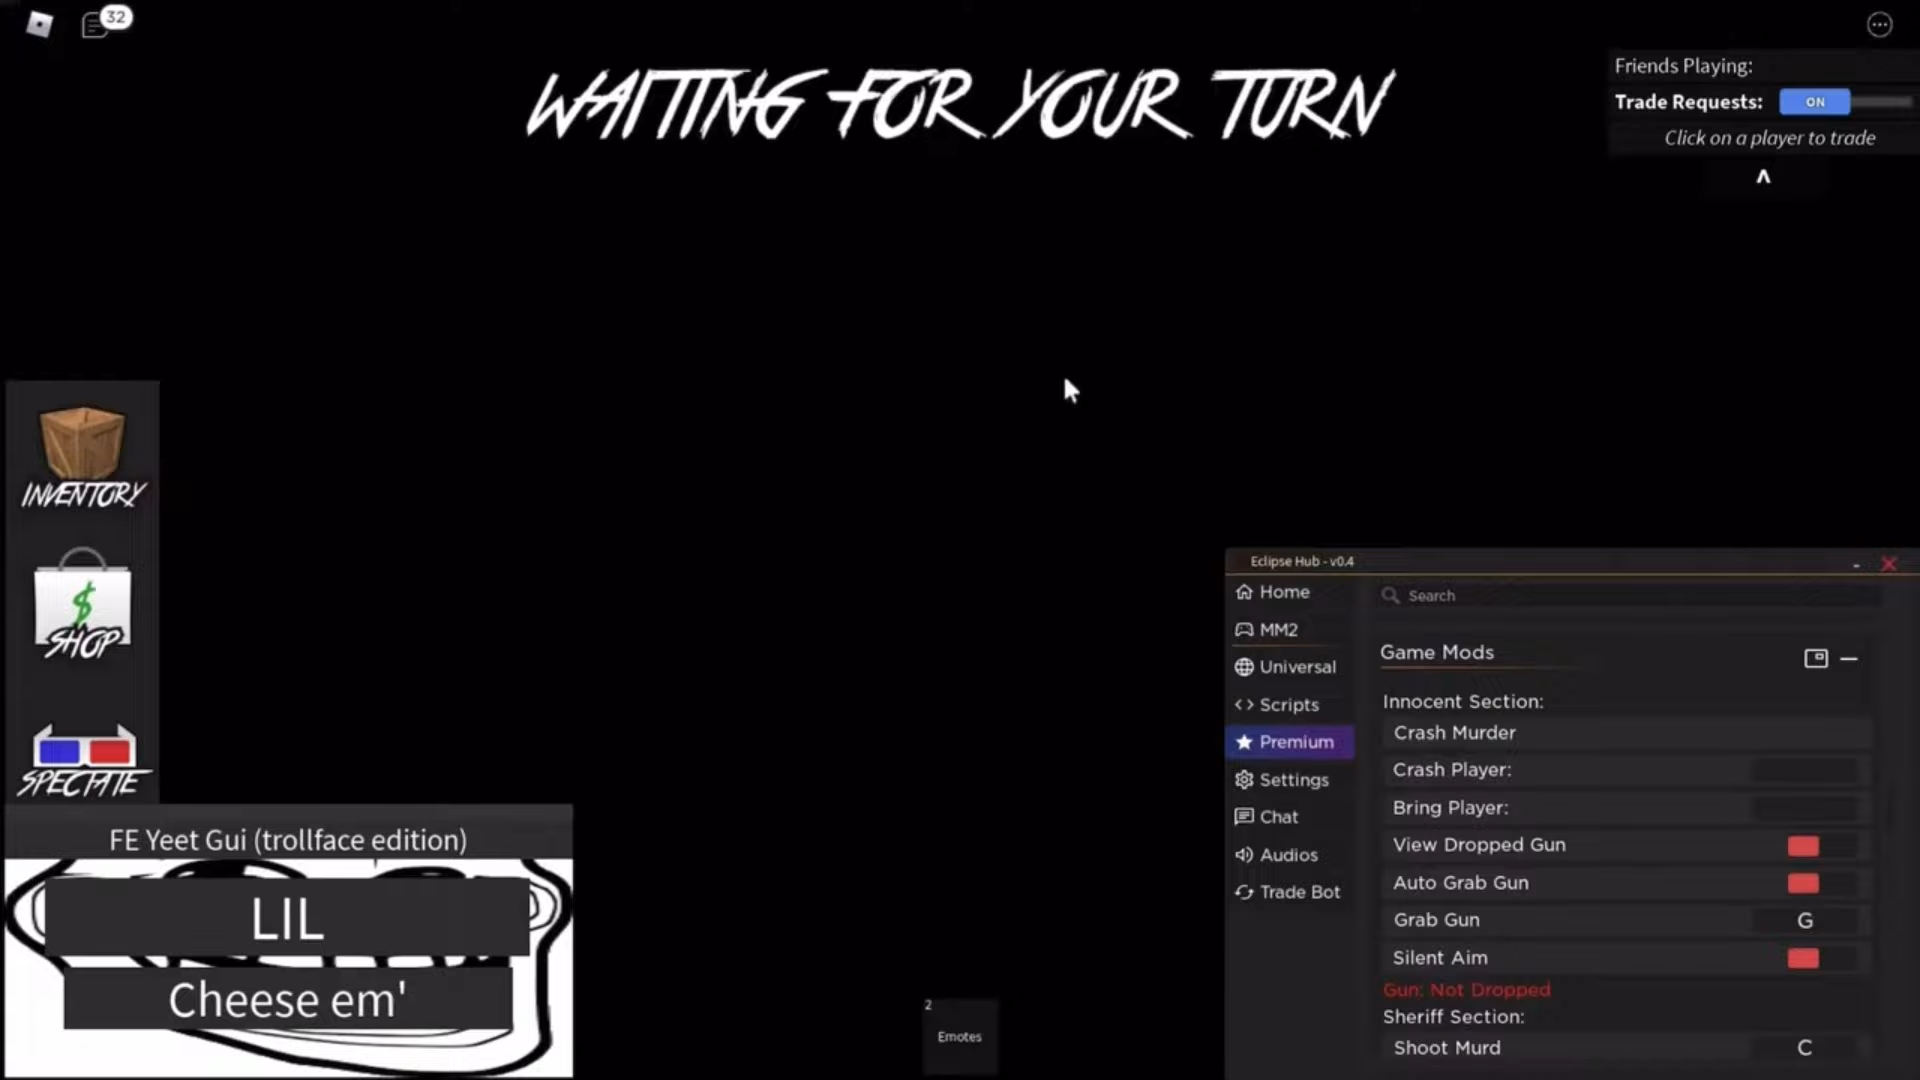 32
WAITING FOR YOUR TURN
Friends Playing:
Trade Requests: ON
Click on a player to trade
^
INVENTORY
$
SHOP
SPECTATE
FE Yeet Gui (trollface edition)
LIL
Cheese em'
2
Emotes
Eclipse Hub - v0.4
Home
MM2
Universal
Scripts
Premium
Settings
Chat
Audios
Trade Bot
Search
Game Mods
Innocent Section:
Crash Murder
Crash Player:
Bring Player:
View Dropped Gun
Auto Grab Gun
Grab Gun G
Silent Aim
Gun: Not Dropped
Sheriff Section:
Shoot Murd C